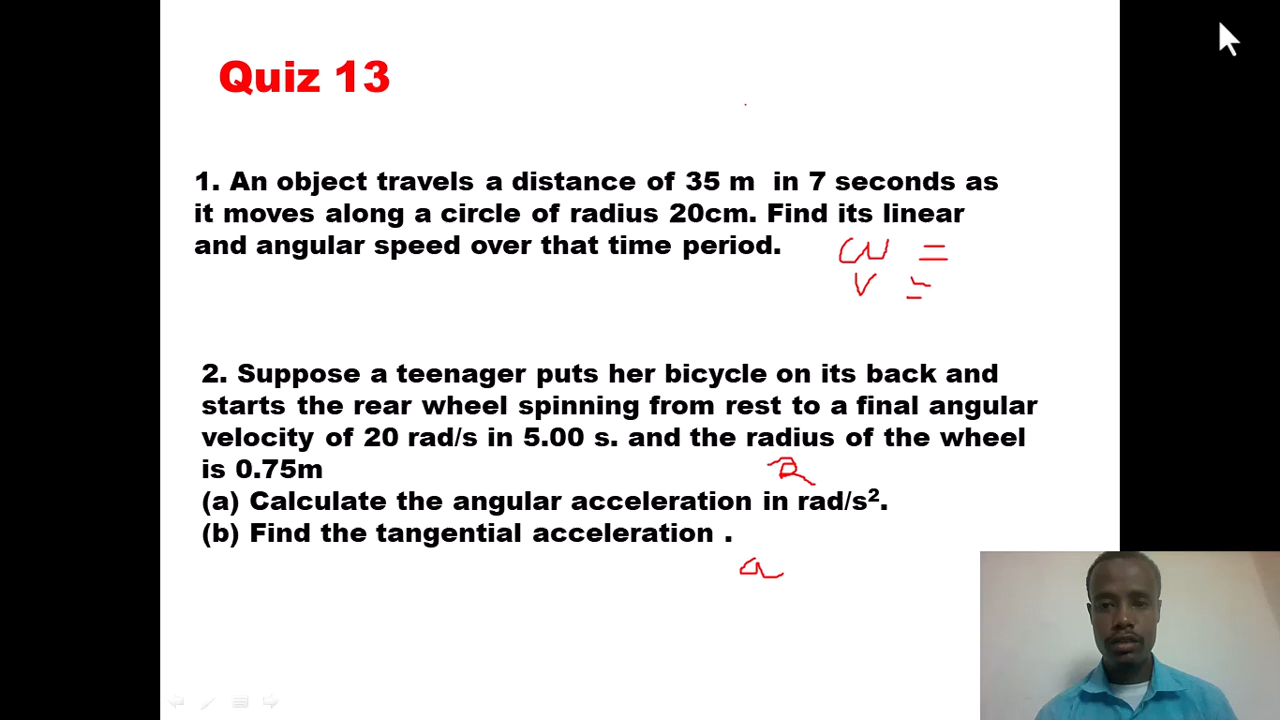 Quiz 13
1. An object travels a distance of 35 m in 7 seconds as
it moves along a circle of radius 20cm. Find its linear
and angular speed over that time period.
ω =
v =
2. Suppose a teenager puts her bicycle on its back and
starts the rear wheel spinning from rest to a final angular
velocity of 20 rad/s in 5.00 s. and the radius of the wheel
is 0.75m
(a) Calculate the angular acceleration in rad/s².
(b) Find the tangential acceleration .
a